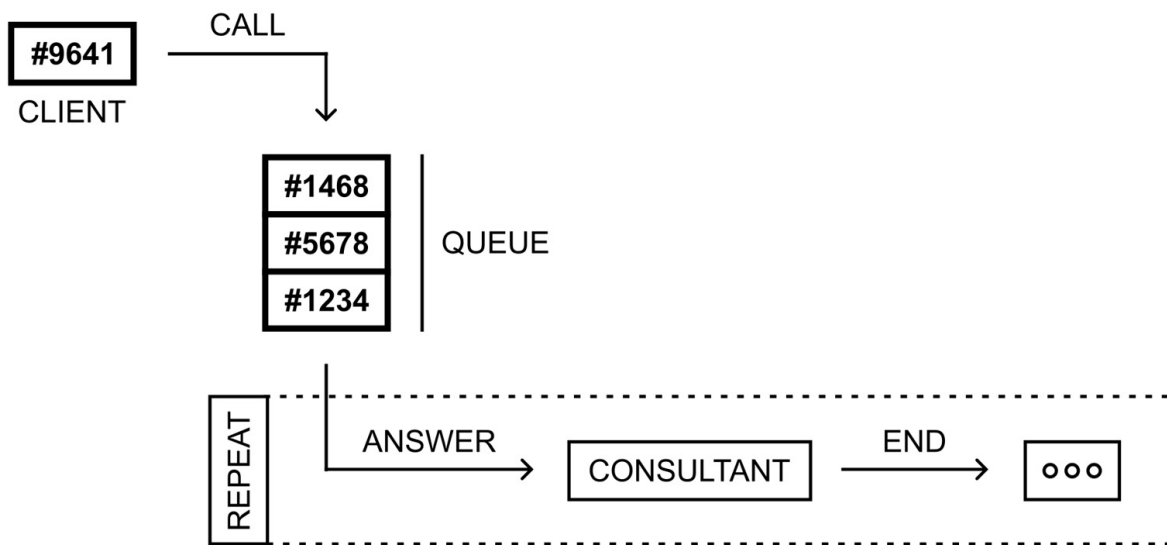 CALL
#9641
CLIENT
#1468
#5678
QUEUE
#1234
REPEAT
ANSWER
CONSULTANT
END